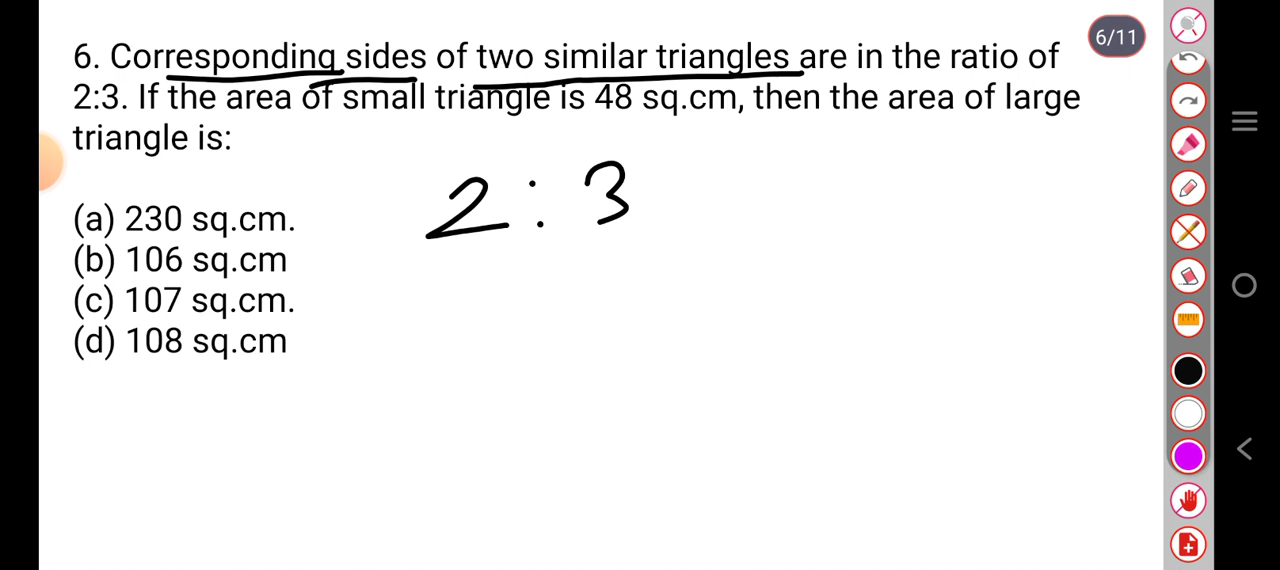 6/11
6. Corresponding sides of two similar triangles are in the ratio of
2:3. If the area of small triangle is 48 sq.cm, then the area of large
triangle is:
2 : 3
(a) 230 sq.cm.
(b) 106 sq.cm
(c) 107 sq.cm.
(d) 108 sq.cm